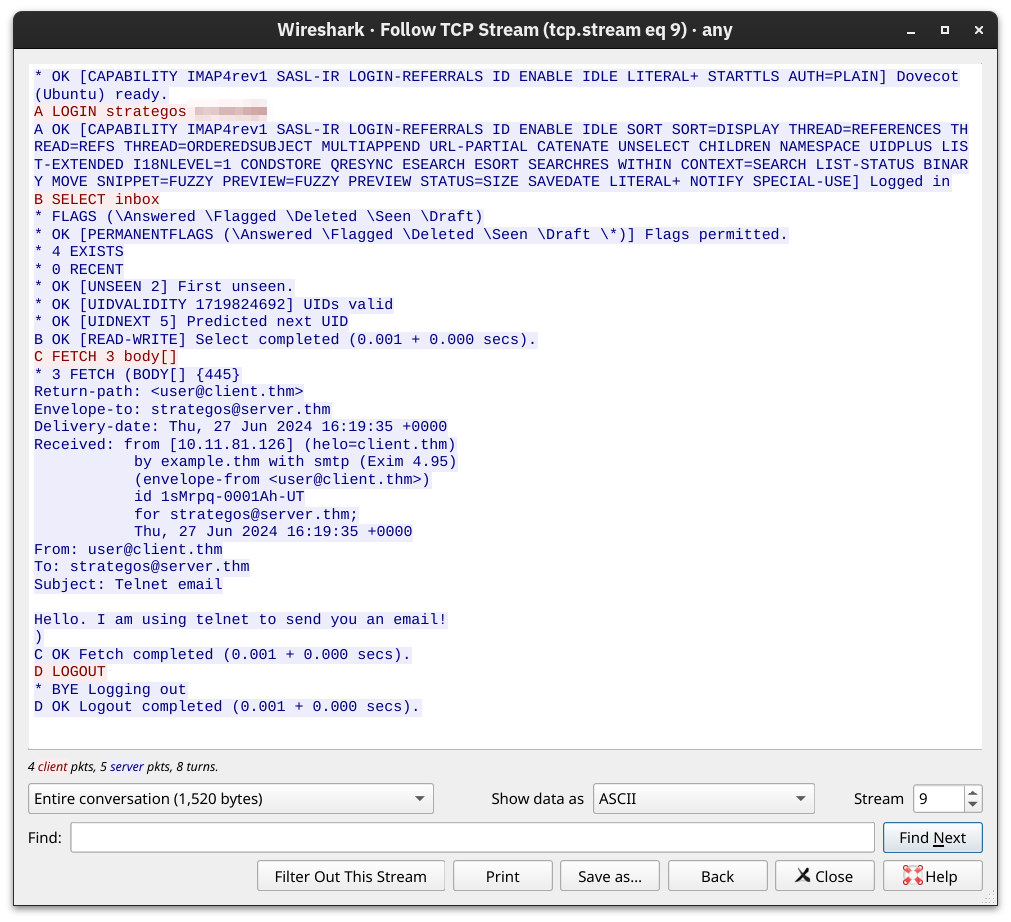 Wireshark · Follow TCP Stream (tcp.stream eq 9) · any
* OK [CAPABILITY IMAP4rev1 SASL-IR LOGIN-REFERRALS ID ENABLE IDLE LITERAL+ STARTTLS AUTH=PLAIN] Dovecot
(Ubuntu) ready.
A LOGIN strategos
A OK [CAPABILITY IMAP4rev1 SASL-IR LOGIN-REFERRALS ID ENABLE IDLE SORT SORT=DISPLAY THREAD=REFERENCES TH
READ=REFS THREAD=ORDEREDSUBJECT MULTIAPPEND URL-PARTIAL CATENATE UNSELECT CHILDREN NAMESPACE UIDPLUS LIS
T-EXTENDED I18NLEVEL=1 CONDSTORE QRESYNC ESEARCH ESORT SEARCHRES WITHIN CONTEXT=SEARCH LIST-STATUS BINAR
Y MOVE SNIPPET=FUZZY PREVIEW=FUZZY PREVIEW STATUS=SIZE SAVEDATE LITERAL+ NOTIFY SPECIAL-USE] Logged in
B SELECT inbox
* FLAGS (\Answered \Flagged \Deleted \Seen \Draft)
* OK [PERMANENTFLAGS (\Answered \Flagged \Deleted \Seen \Draft \*)] Flags permitted.
* 4 EXISTS
* 0 RECENT
* OK [UNSEEN 2] First unseen.
* OK [UIDVALIDITY 1719824692] UIDs valid
* OK [UIDNEXT 5] Predicted next UID
B OK [READ-WRITE] Select completed (0.001 + 0.000 secs).
C FETCH 3 body[]
* 3 FETCH (BODY[] {445}
Return-path: <user@client.thm>
Envelope-to: strategos@server.thm
Delivery-date: Thu, 27 Jun 2024 16:19:35 +0000
Received: from [10.11.81.126] (helo=client.thm)
by example.thm with smtp (Exim 4.95)
(envelope-from <user@client.thm>)
id 1sMrpq-0001Ah-UT
for strategos@server.thm;
Thu, 27 Jun 2024 16:19:35 +0000
From: user@client.thm
To: strategos@server.thm
Subject: Telnet email
Hello. I am using telnet to send you an email!
)
C OK Fetch completed (0.001 + 0.000 secs).
D LOGOUT
* BYE Logging out
D OK Logout completed (0.001 + 0.000 secs).
4 client pkts, 5 server pkts, 8 turns.
Entire conversation (1,520 bytes) Show data as ASCII Stream 9
Find: Find Next
Filter Out This Stream Print Save as... Back Close Help